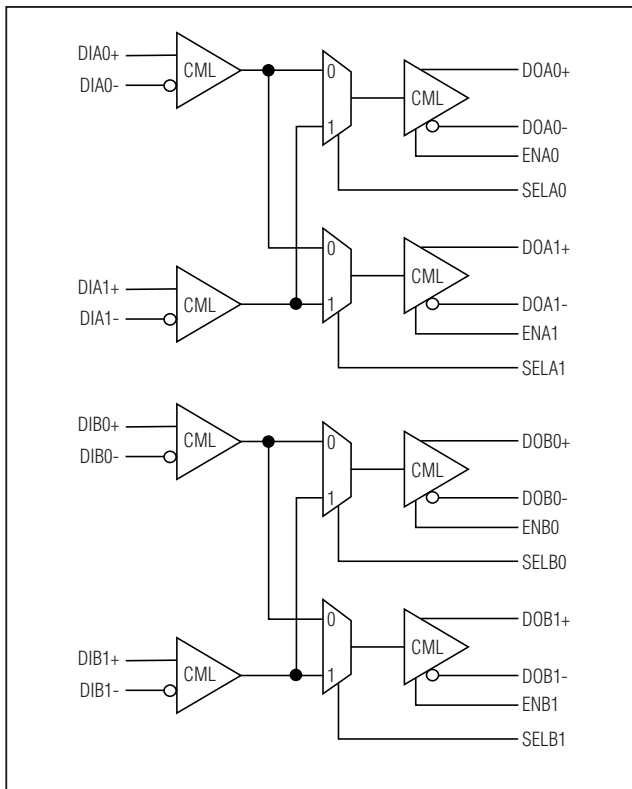 DIA0+
DIA0-
CML
0
1
CML
DOA0+
DOA0-
ENA0
SELA0
DIA1+
DIA1-
CML
0
1
CML
DOA1+
DOA1-
ENA1
SELA1
DIB0+
DIB0-
CML
0
1
CML
DOB0+
DOB0-
ENB0
SELB0
DIB1+
DIB1-
CML
0
1
CML
DOB1+
DOB1-
ENB1
SELB1